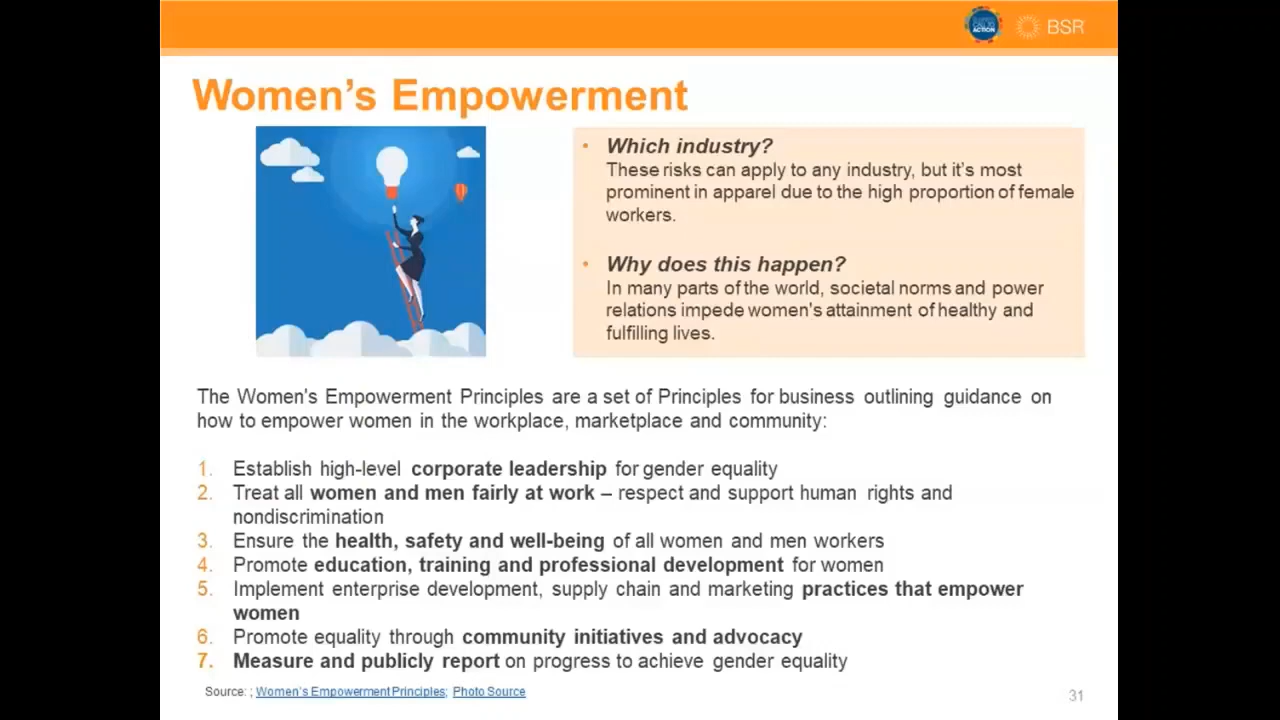 CALL TO
ACTION
BSR
Women's Empowerment
• Which industry?
These risks can apply to any industry, but it's most
prominent in apparel due to the high proportion of female
workers.
• Why does this happen?
In many parts of the world, societal norms and power
relations impede women's attainment of healthy and
fulfilling lives.
The Women's Empowerment Principles are a set of Principles for business outlining guidance on
how to empower women in the workplace, marketplace and community:
1. Establish high-level corporate leadership for gender equality
2. Treat all women and men fairly at work – respect and support human rights and
nondiscrimination
3. Ensure the health, safety and well-being of all women and men workers
4. Promote education, training and professional development for women
5. Implement enterprise development, supply chain and marketing practices that empower
women
6. Promote equality through community initiatives and advocacy
7. Measure and publicly report on progress to achieve gender equality
Source: ; Women's Empowerment Principles; Photo Source
31